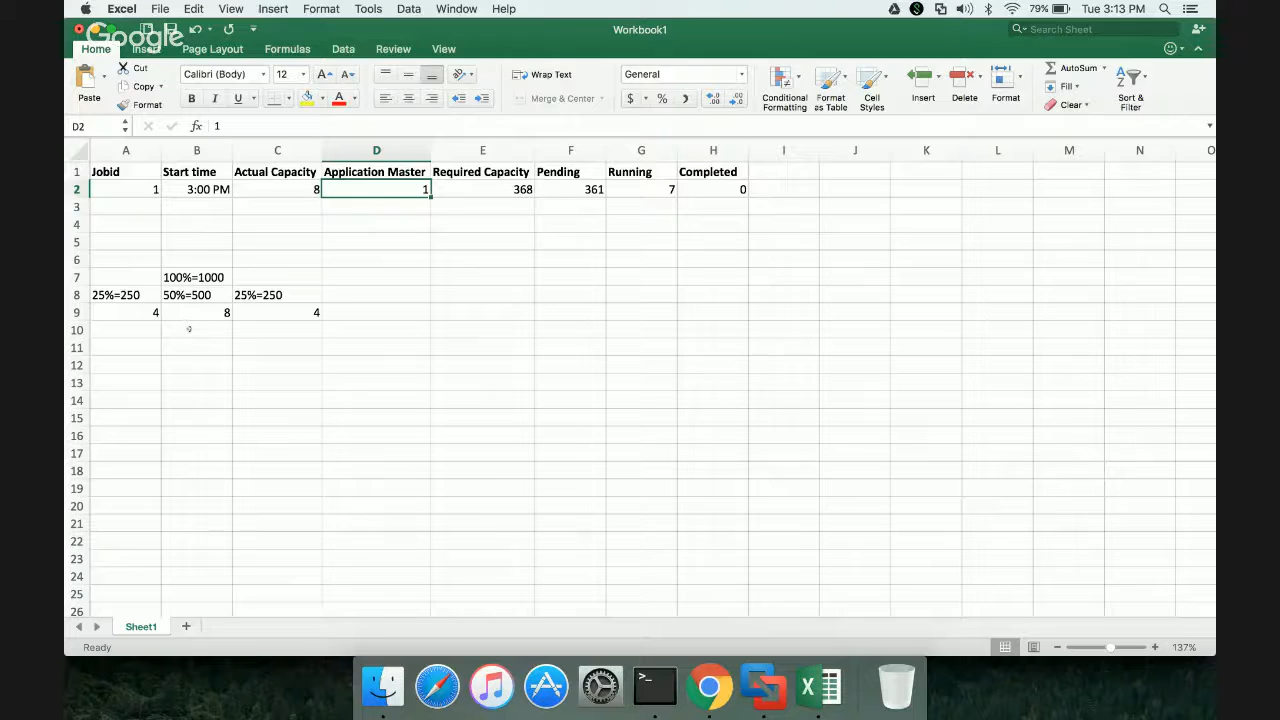 Excel File Edit View Insert Format Tools Data Window Help
79% Tue 3:13 PM
Google
Workbook1
Search Sheet
Home Insert Page Layout Formulas Data Review View
Paste
Cut
Copy
Format
Calibri (Body) 12
B I U
Wrap Text
Merge & Center
General
$ %
Conditional Formatting
Format as Table
Cell Styles
Insert
Delete
Format
AutoSum
Fill
Clear
Sort & Filter
D2 fx 1
A B C D E F G H I J K L M N O
1 Jobid Start time Actual Capacity Application Master Required Capacity Pending Running Completed
2 1 3:00 PM 8 1 368 361 7 0
3
4
5
6
7 100%=1000
8 25%=250 50%=500 25%=250
9 4 8 4
10
11
12
13
14
15
16
17
18
19
20
21
22
23
24
25
26
Sheet1
Ready
137%